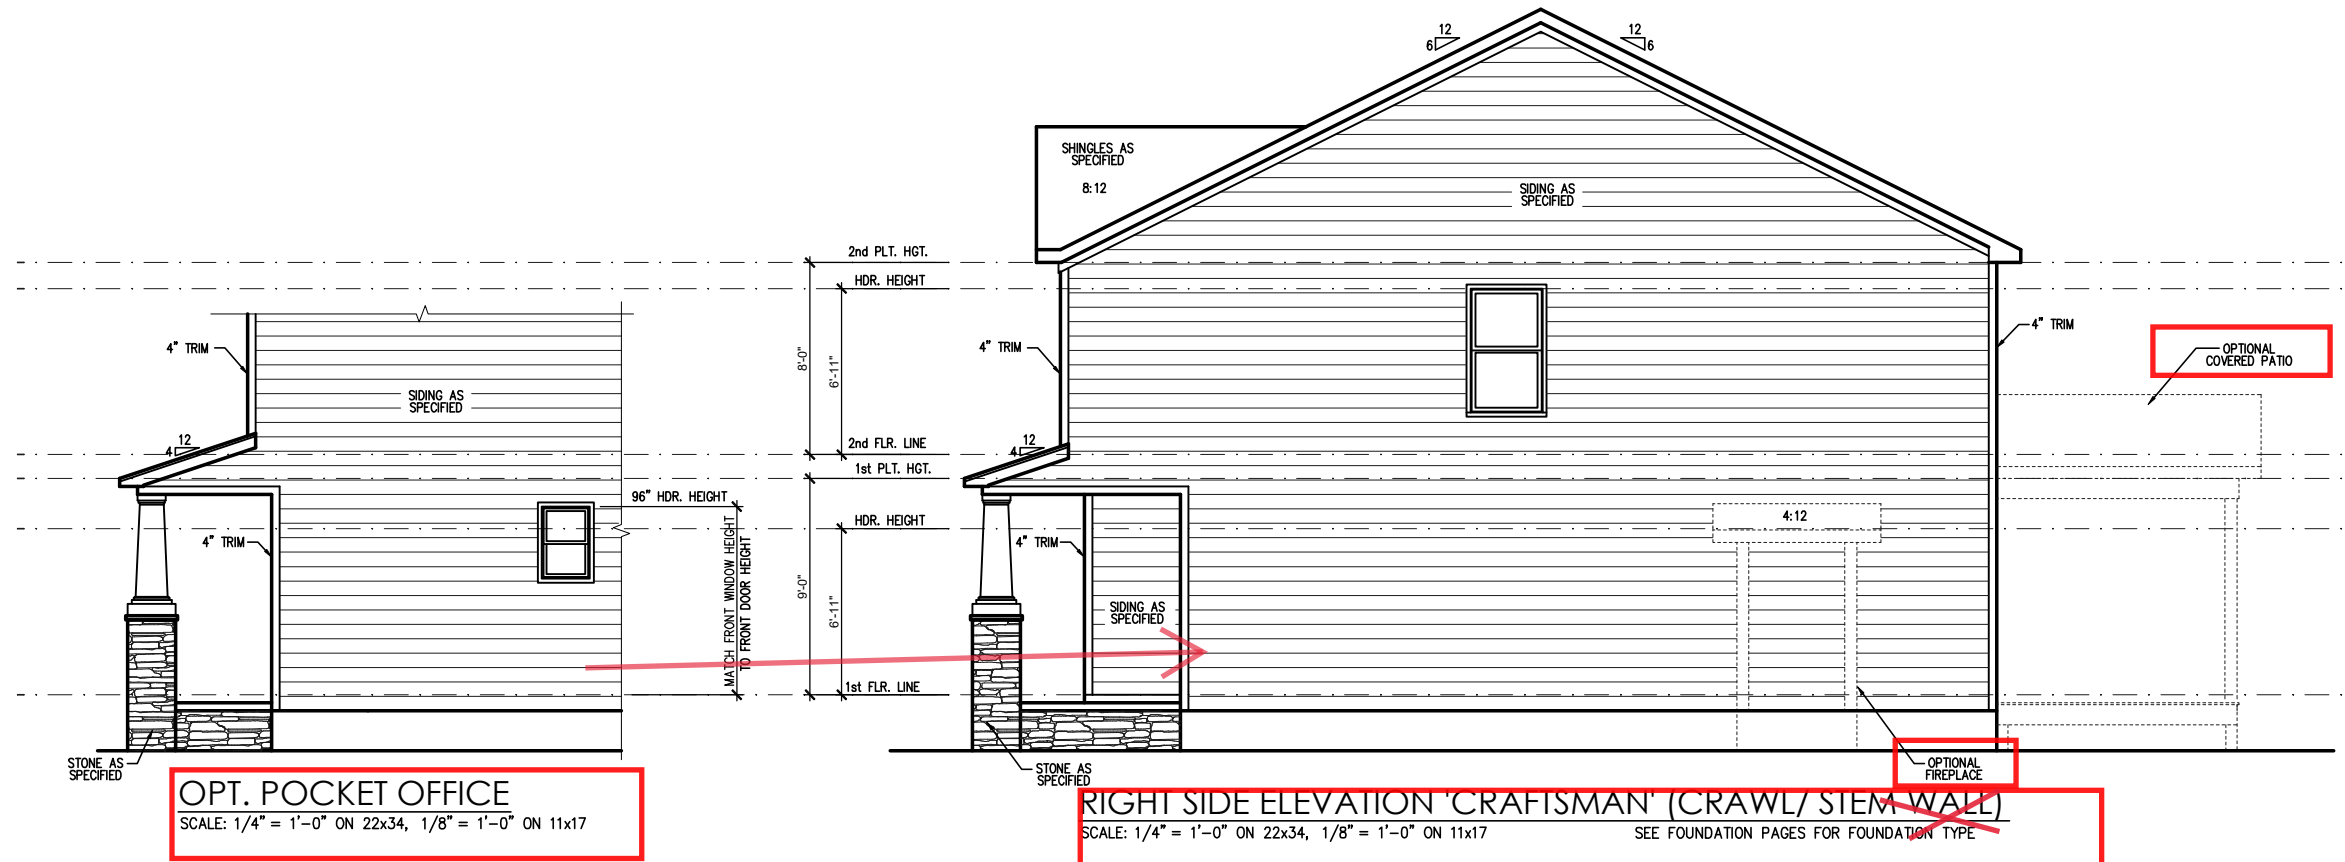 12
6
12
6
SHINGLES AS
SPECIFIED
8:12
SIDING AS
SPECIFIED
2nd PLT. HGT.
HDR. HEIGHT
4" TRIM
SIDING AS
SPECIFIED
12
4
8'-0"
6'-11"
4" TRIM
4" TRIM
OPTIONAL
COVERED PATIO
2nd FLR. LINE
1st PLT. HGT.
12
4
96" HDR. HEIGHT
MATCH FRONT WINDOW HEIGHT
TO FRONT DOOR HEIGHT
4" TRIM
HDR. HEIGHT
9'-0"
6'-11"
4" TRIM
4:12
SIDING AS
SPECIFIED
1st FLR. LINE
STONE AS
SPECIFIED
STONE AS
SPECIFIED
OPTIONAL
FIREPLACE
OPT. POCKET OFFICE
SCALE: 1/4" = 1'-0" ON 22x34, 1/8" = 1'-0" ON 11x17
RIGHT SIDE ELEVATION 'CRAFTSMAN' (CRAWL/ STEM WALL)
SCALE: 1/4" = 1'-0" ON 22x34, 1/8" = 1'-0" ON 11x17
SEE FOUNDATION PAGES FOR FOUNDATION TYPE